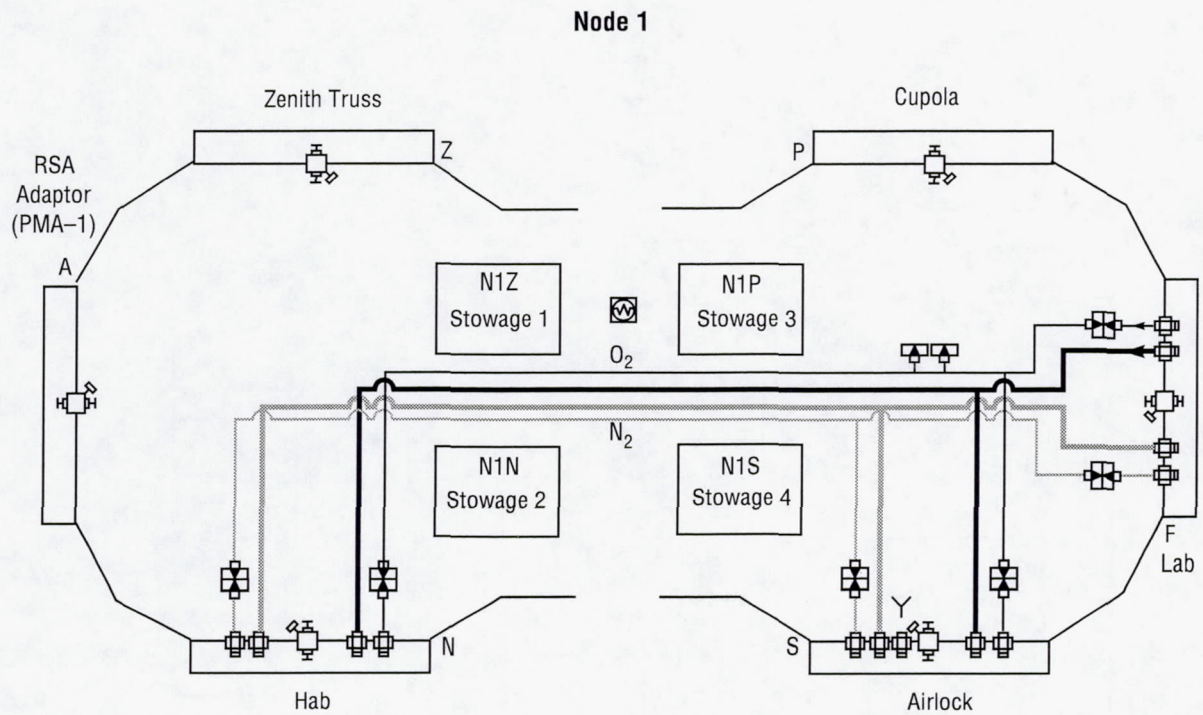 Node 1
Zenith Truss
Cupola
Z
P
RSA
Adaptor
(PMA–1)
A
N1Z
Stowage 1
N1P
Stowage 3
O2
N2
N1N
Stowage 2
N1S
Stowage 4
F
Lab
N
S
Hab
Airlock